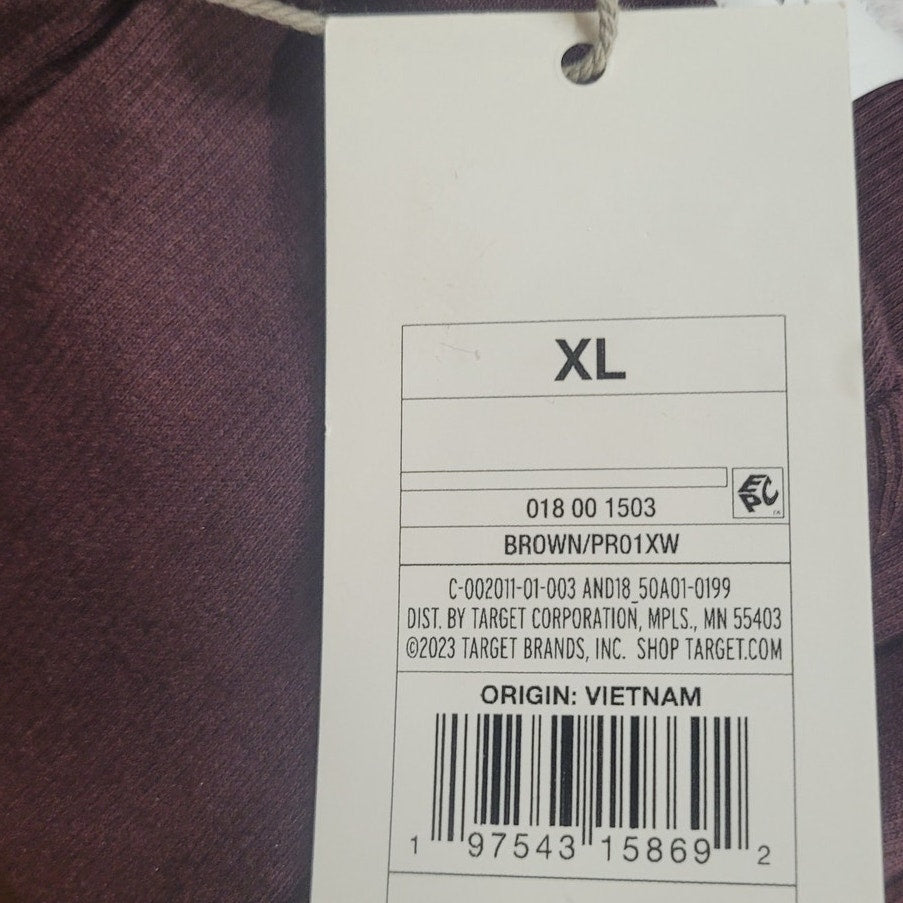 XL
EPC
018 00 1503
BROWN/PR01XW
C-002011-01-003 AND18_50A01-0199
DIST. BY TARGET CORPORATION, MPLS., MN 55403
©2023 TARGET BRANDS, INC. SHOP TARGET.COM
ORIGIN: VIETNAM
1 97543 15869 2